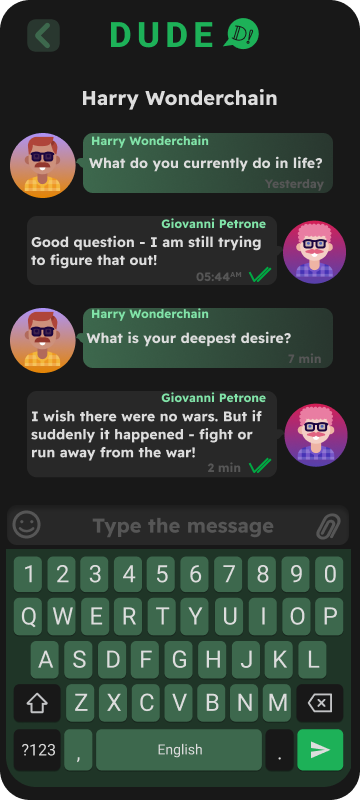 DUDE D!
Harry Wonderchain
Harry Wonderchain
What do you currently do in life?
Yesterday
Giovanni Petrone
Good question - I am still trying
to figure that out!
05:44AM
Harry Wonderchain
What is your deepest desire?
7 min
Giovanni Petrone
I wish there were no wars. But if
suddenly it happened - fight or
run away from the war!
2 min
Type the message
1 2 3 4 5 6 7 8 9 0
Q W E R T Y U I O P
A S D F G H J K L
Z X C V B N M
?123 , English .